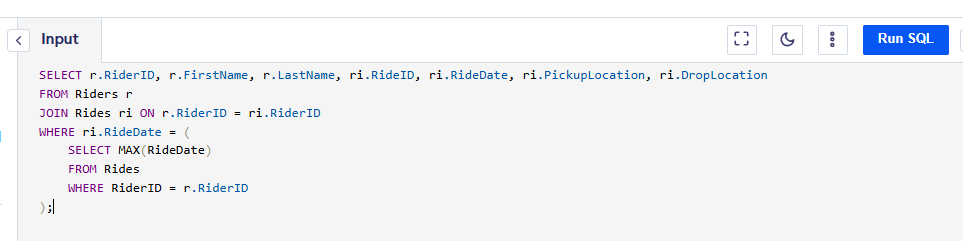 Input
Run SQL
SELECT r.RiderID, r.FirstName, r.LastName, ri.RideID, ri.RideDate, ri.PickupLocation, ri.DropLocation
FROM Riders r
JOIN Rides ri ON r.RiderID = ri.RiderID
WHERE ri.RideDate = (
    SELECT MAX(RideDate)
    FROM Rides
    WHERE RiderID = r.RiderID
);